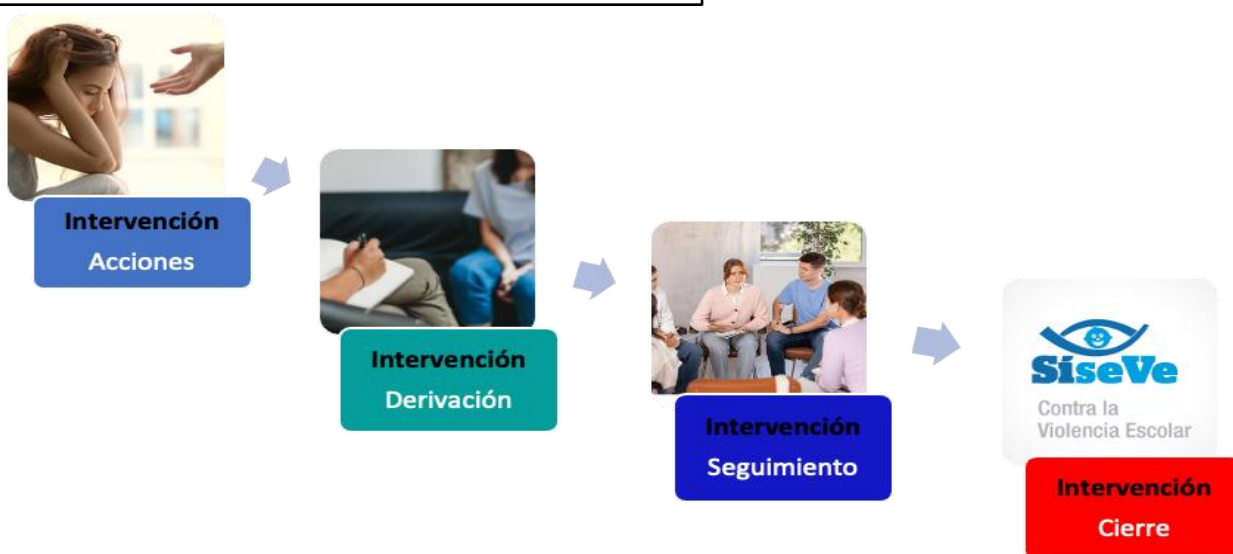 Intervención
Acciones
Intervención
Derivación
Intervención
Seguimiento
SíseVe
Contra la
Violencia Escolar
Intervención
Cierre